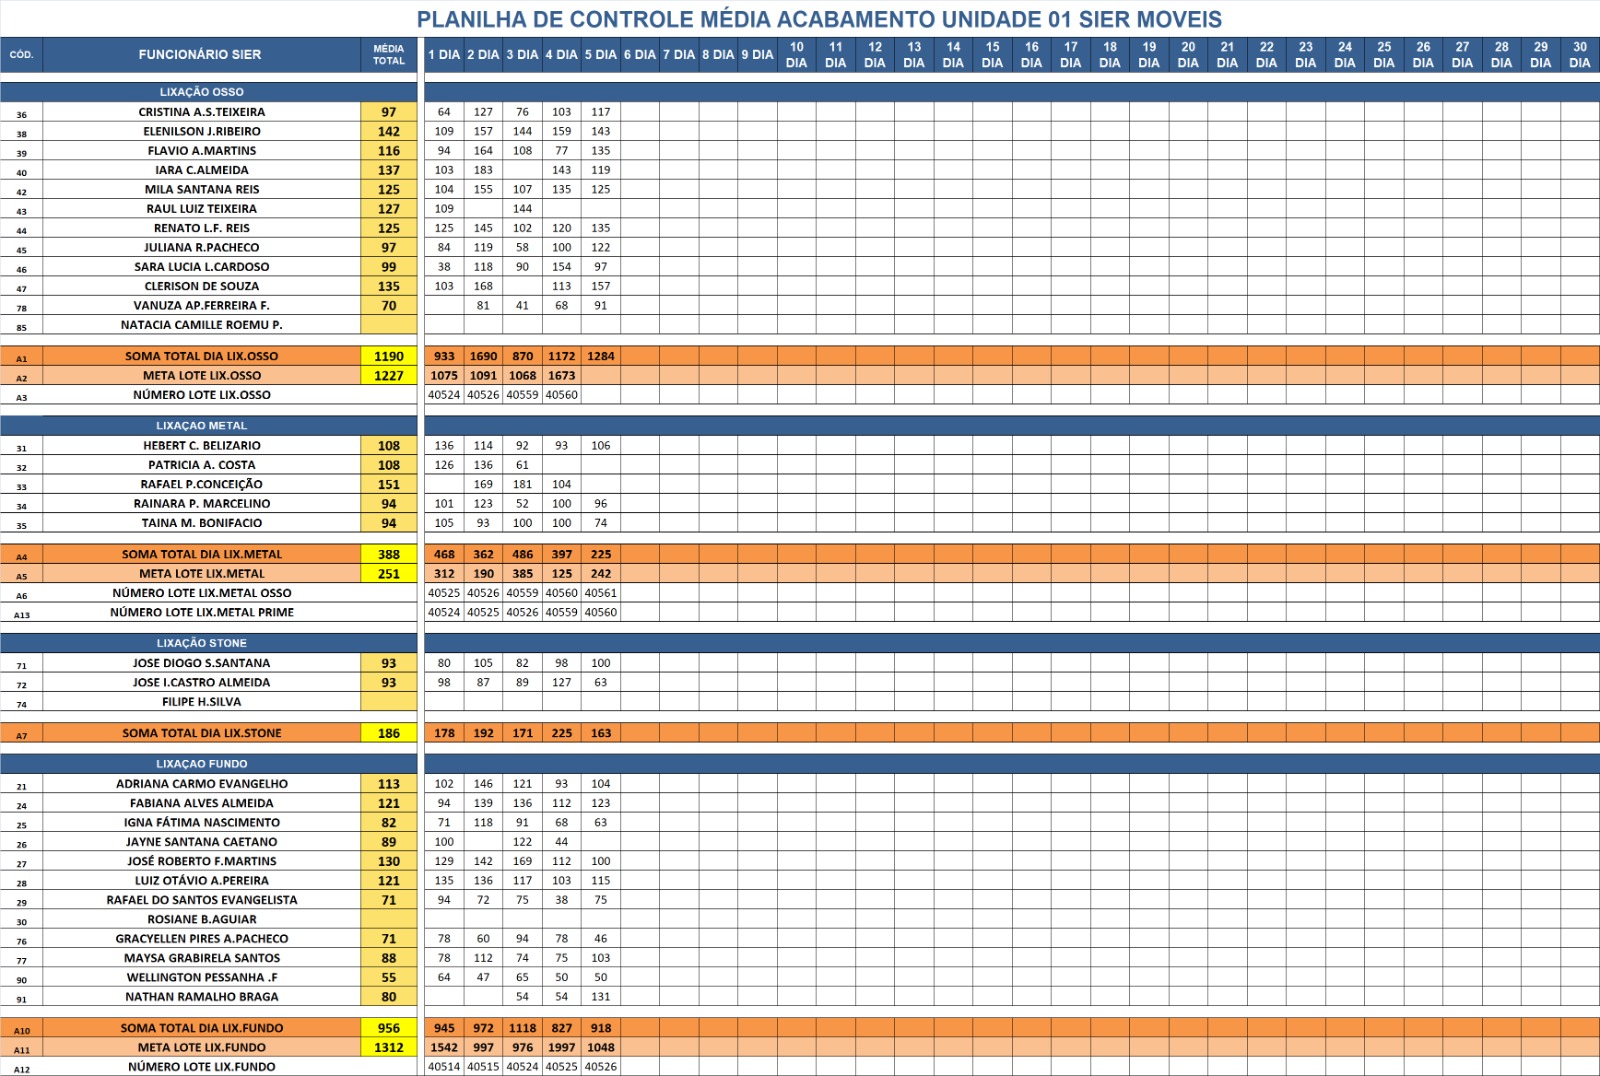 PLANILHA DE CONTROLE MÉDIA ACABAMENTO UNIDADE 01 SIER MOVEIS
CÓD. FUNCIONÁRIO SIER MÉDIA TOTAL 1 DIA 2 DIA 3 DIA 4 DIA 5 DIA 6 DIA 7 DIA 8 DIA 9 DIA 10 DIA 11 DIA 12 DIA 13 DIA 14 DIA 15 DIA 16 DIA 17 DIA 18 DIA 19 DIA 20 DIA 21 DIA 22 DIA 23 DIA 24 DIA 25 DIA 26 DIA 27 DIA 28 DIA 29 DIA 30 DIA
LIXAÇÃO OSSO
36 CRISTINA A.S.TEIXEIRA 97 64 127 76 103 117
38 ELENILSON J.RIBEIRO 142 109 157 144 159 143
39 FLAVIO A.MARTINS 116 94 164 108 77 135
40 IARA C.ALMEIDA 137 103 183 143 119
42 MILA SANTANA REIS 125 104 155 107 135 125
43 RAUL LUIZ TEIXEIRA 127 109 144
44 RENATO L.F. REIS 125 125 145 102 120 135
45 JULIANA R.PACHECO 97 84 119 58 100 122
46 SARA LUCIA L.CARDOSO 99 38 118 90 154 97
47 CLERISON DE SOUZA 135 103 168 113 157
78 VANUZA AP.FERREIRA F. 70 81 41 68 91
85 NATACIA CAMILLE ROEMU P.
A1 SOMA TOTAL DIA LIX.OSSO 1190 933 1690 870 1172 1284
A2 META LOTE LIX.OSSO 1227 1075 1091 1068 1673
A3 NÚMERO LOTE LIX.OSSO 40524 40526 40559 40560
LIXAÇAO METAL
31 HEBERT C. BELIZARIO 108 136 114 92 93 106
32 PATRICIA A. COSTA 108 126 136 61
33 RAFAEL P.CONCEIÇÃO 151 169 181 104
34 RAINARA P. MARCELINO 94 101 123 52 100 96
35 TAINA M. BONIFACIO 94 105 93 100 100 74
A4 SOMA TOTAL DIA LIX.METAL 388 468 362 486 397 225
A5 META LOTE LIX.METAL 251 312 190 385 125 242
A6 NÚMERO LOTE LIX.METAL OSSO 40525 40526 40559 40560 40561
A13 NÚMERO LOTE LIX.METAL PRIME 40524 40525 40526 40559 40560
LIXAÇÃO STONE
71 JOSE DIOGO S.SANTANA 93 80 105 82 98 100
72 JOSE I.CASTRO ALMEIDA 93 98 87 89 127 63
74 FILIPE H.SILVA
A7 SOMA TOTAL DIA LIX.STONE 186 178 192 171 225 163
LIXAÇAO FUNDO
21 ADRIANA CARMO EVANGELHO 113 102 146 121 93 104
24 FABIANA ALVES ALMEIDA 121 94 139 136 112 123
25 IGNA FÁTIMA NASCIMENTO 82 71 118 91 68 63
26 JAYNE SANTANA CAETANO 89 100 122 44
27 JOSÉ ROBERTO F.MARTINS 130 129 142 169 112 100
28 LUIZ OTÁVIO A.PEREIRA 121 135 136 117 103 115
29 RAFAEL DO SANTOS EVANGELISTA 71 94 72 75 38 75
30 ROSIANE B.AGUIAR
76 GRACYELLEN PIRES A.PACHECO 71 78 60 94 78 46
77 MAYSA GRABIRELA SANTOS 88 78 112 74 75 103
90 WELLINGTON PESSANHA .F 55 64 47 65 50 50
91 NATHAN RAMALHO BRAGA 80 54 54 131
A10 SOMA TOTAL DIA LIX.FUNDO 956 945 972 1118 827 918
A11 META LOTE LIX.FUNDO 1312 1542 997 976 1997 1048
A12 NÚMERO LOTE LIX.FUNDO 40514 40515 40524 40525 40526